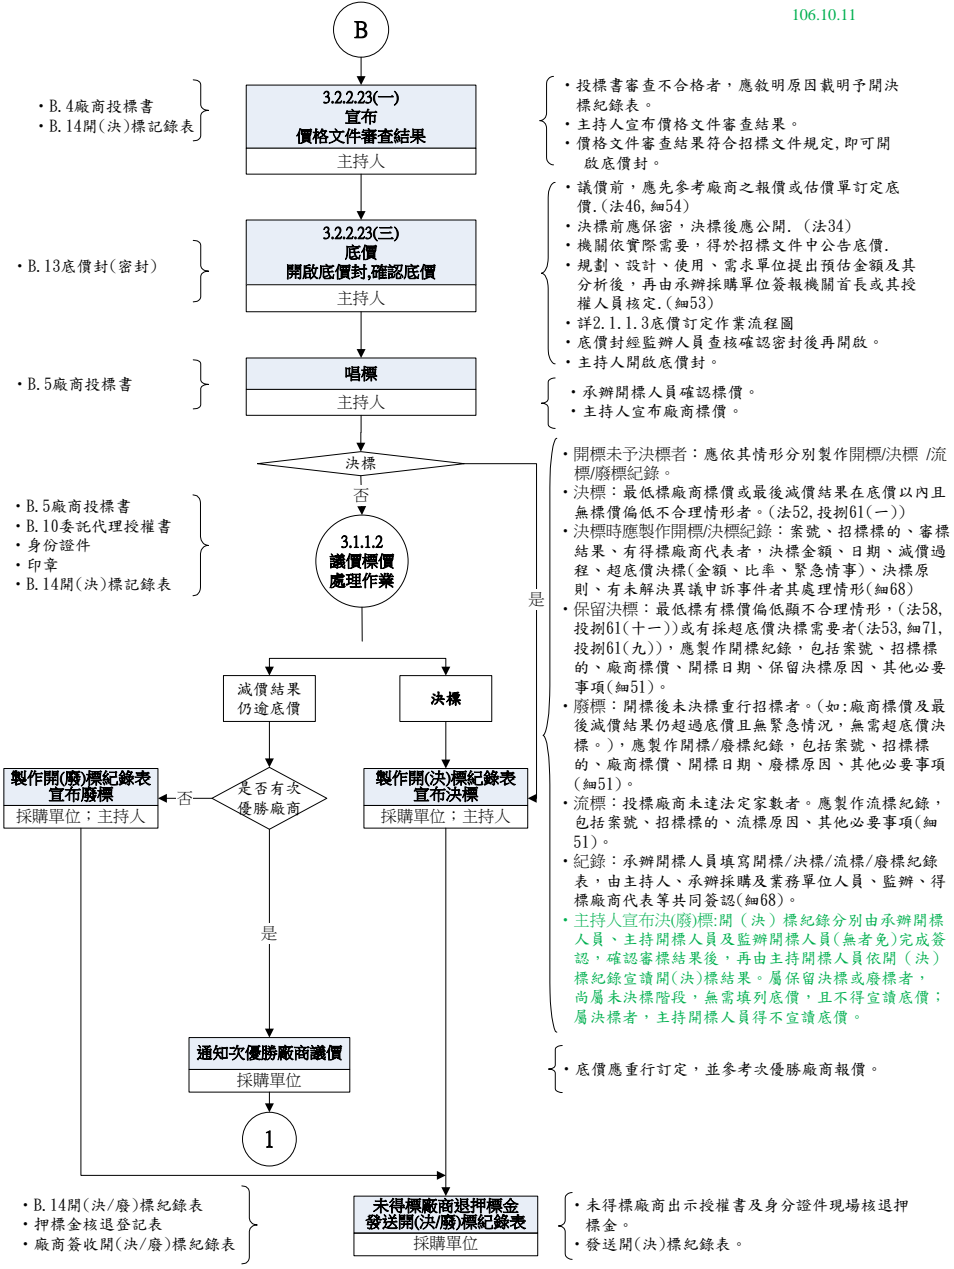 106.10.11
B
・B.4廠商投標書
・B.14開(決)標記錄表
3.2.2.23(一)
宣布
價格文件審查結果
主持人
・投標書審查不合格者，應敘明原因載明予開決
標紀錄表。
・主持人宣布價格文件審查結果。
・價格文件審查結果符合招標文件規定,即可開
啟底價封。
・B.13底價封(密封)
3.2.2.23(三)
底價
開啟底價封,確認底價
主持人
・議價前，應先參考廠商之報價或估價單訂定底
價.(法46,細54)
・決標前應保密，決標後應公開. (法34)
・機關依實際需要，得於招標文件中公告底價.
・規劃、設計、使用、需求單位提出預估金額及其
分析後，再由承辦採購單位簽報機關首長或其授
權人員核定.(細53)
・詳2.1.1.3底價訂定作業流程圖
・底價封經監辦人員查核確認密封後再開啟。
・主持人開啟底價封。
・B.5廠商投標書
唱標
主持人
・承辦開標人員確認標價。
・主持人宣布廠商標價。
決標
否
是
・B.5廠商投標書
・B.10委託代理授權書
・身份證件
・印章
・B.14開(決)標記錄表
3.1.1.2
議價標價
處理作業
・開標未予決標者：應依其情形分別製作開標/決標 /流
標/廢標紀錄。
・決標：最低標廠商標價或最後減價結果在底價以內且
無標價偏低不合理情形者。(法52,投捌61(一))
・決標時應製作開標/決標紀錄：案號、招標標的、審標
結果、有得標廠商代表者，決標金額、日期、減價過
程、超底價決標(金額、比率、緊急情事)、決標原
則、有未解決異議申訴事件者其處理情形(細68)
・保留決標：最低標有標價偏低顯不合理情形，(法58,
投捌61(十一))或有採超底價決標需要者(法53,細71,
投捌61(九))，應製作開標紀錄，包括案號、招標標
的、廠商標價、開標日期、保留決標原因、其他必要
事項(細51)。
・廢標：開標後未決標重行招標者。(如:廠商標價及最
後減價結果仍超過底價且無緊急情況，無需超底價決
標。)，應製作開標/廢標紀錄，包括案號、招標標
的、廠商標價、開標日期、廢標原因、其他必要事項
(細51)。
・流標：投標廠商未達法定家數者。應製作流標紀錄，
包括案號、招標標的、流標原因、其他必要事項(細
51)。
・紀錄：承辦開標人員填寫開標/決標/流標/廢標紀錄
表，由主持人、承辦採購及業務單位人員、監辦、得
標廠商代表等共同簽認(細68)。
・主持人宣布決(廢)標:開（決）標紀錄分別由承辦開標
人員、主持開標人員及監辦開標人員(無者免)完成簽
認，確認審標結果後，再由主持開標人員依開（決）
標紀錄宣讀開(決)標結果。屬保留決標或廢標者，
尚屬未決標階段，無需填列底價，且不得宣讀底價；
屬決標者，主持開標人員得不宣讀底價。
減價結果
仍逾底價
決標
製作開(廢)標紀錄表
宣布廢標
採購單位；主持人
否
是否有次
優勝廠商
製作開(決)標紀錄表
宣布決標
採購單位；主持人
是
通知次優勝廠商議價
採購單位
・底價應重行訂定，並參考次優勝廠商報價。
1
・B.14開(決/廢)標紀錄表
・押標金核退登記表
・廠商簽收開(決/廢)標紀錄表
未得標廠商退押標金
發送開(決/廢)標紀錄表
採購單位
・未得標廠商出示授權書及身分證件現場核退押
標金。
・發送開(決)標紀錄表。